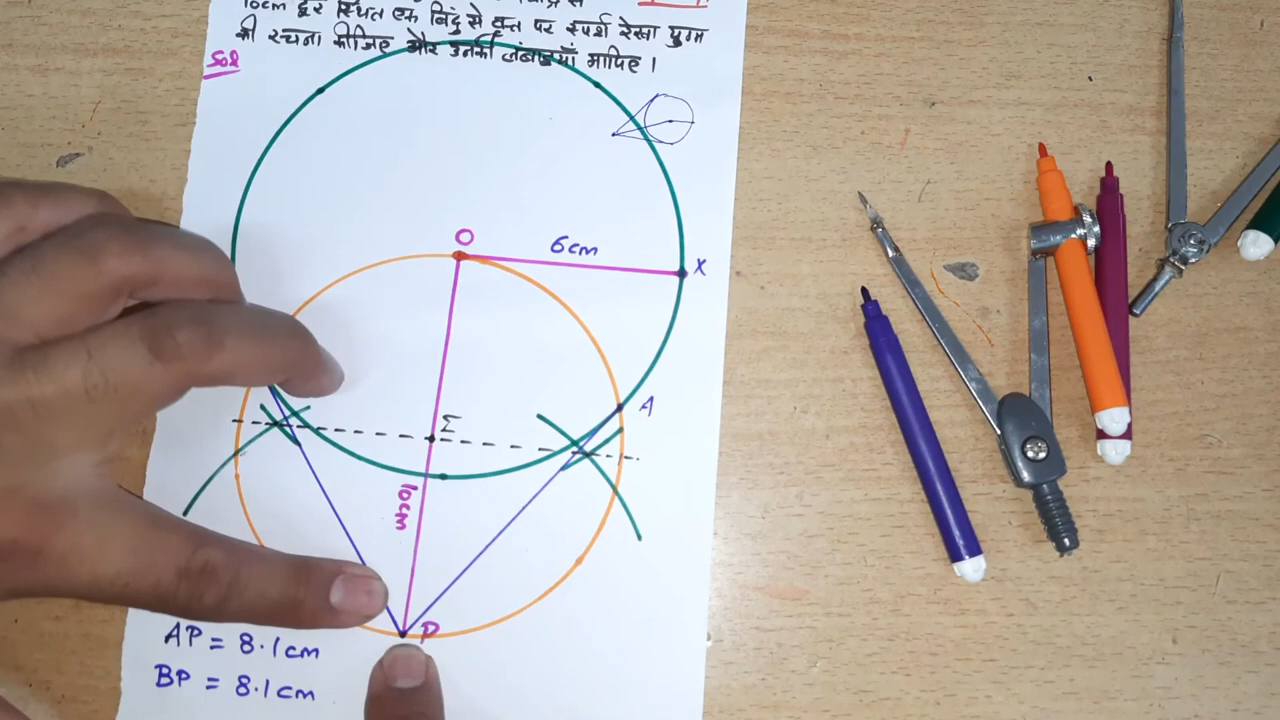 10cm दूर स्थित एक बिंदु से वृत्त पर स्पर्श रेखा युग्म
की रचना कीजिए और उनकी लंबाइयाँ मापिए ।
Sol
O
6cm
X
A
Σ
10cm
P
AP = 8.1cm
BP = 8.1cm